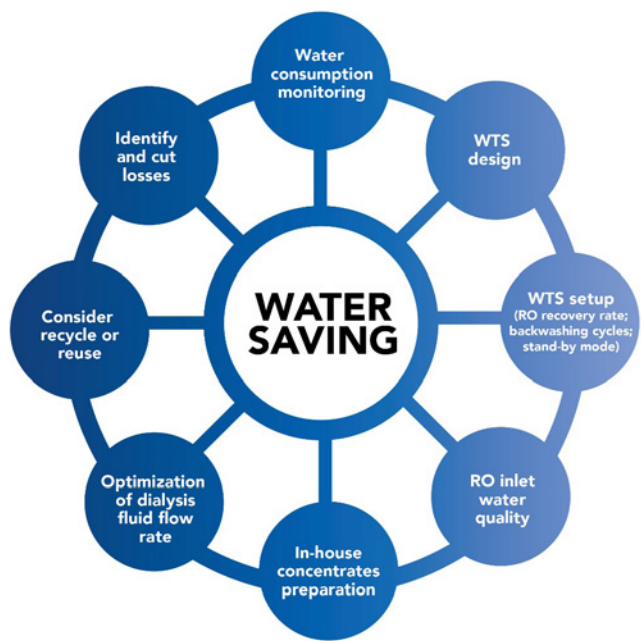 Water
consumption
monitoring
WTS
design
WTS setup
(RO recovery rate;
backwashing cycles;
stand-by mode)
RO inlet
water
quality
In-house
concentrates
preparation
Optimization
of dialysis
fluid flow
rate
Consider
recycle or
reuse
Identify
and cut
losses
WATER
SAVING